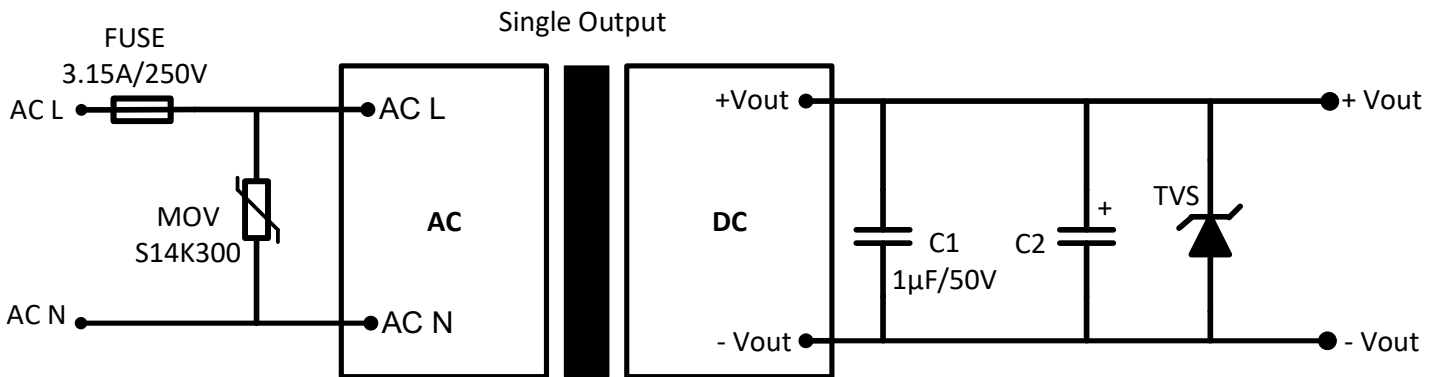 Single Output
FUSE
3.15A/250V
AC L
AC L
+Vout
+ Vout
MOV
S14K300
AC
DC
C1
1µF/50V
C2
+
TVS
AC N
AC N
- Vout
- Vout